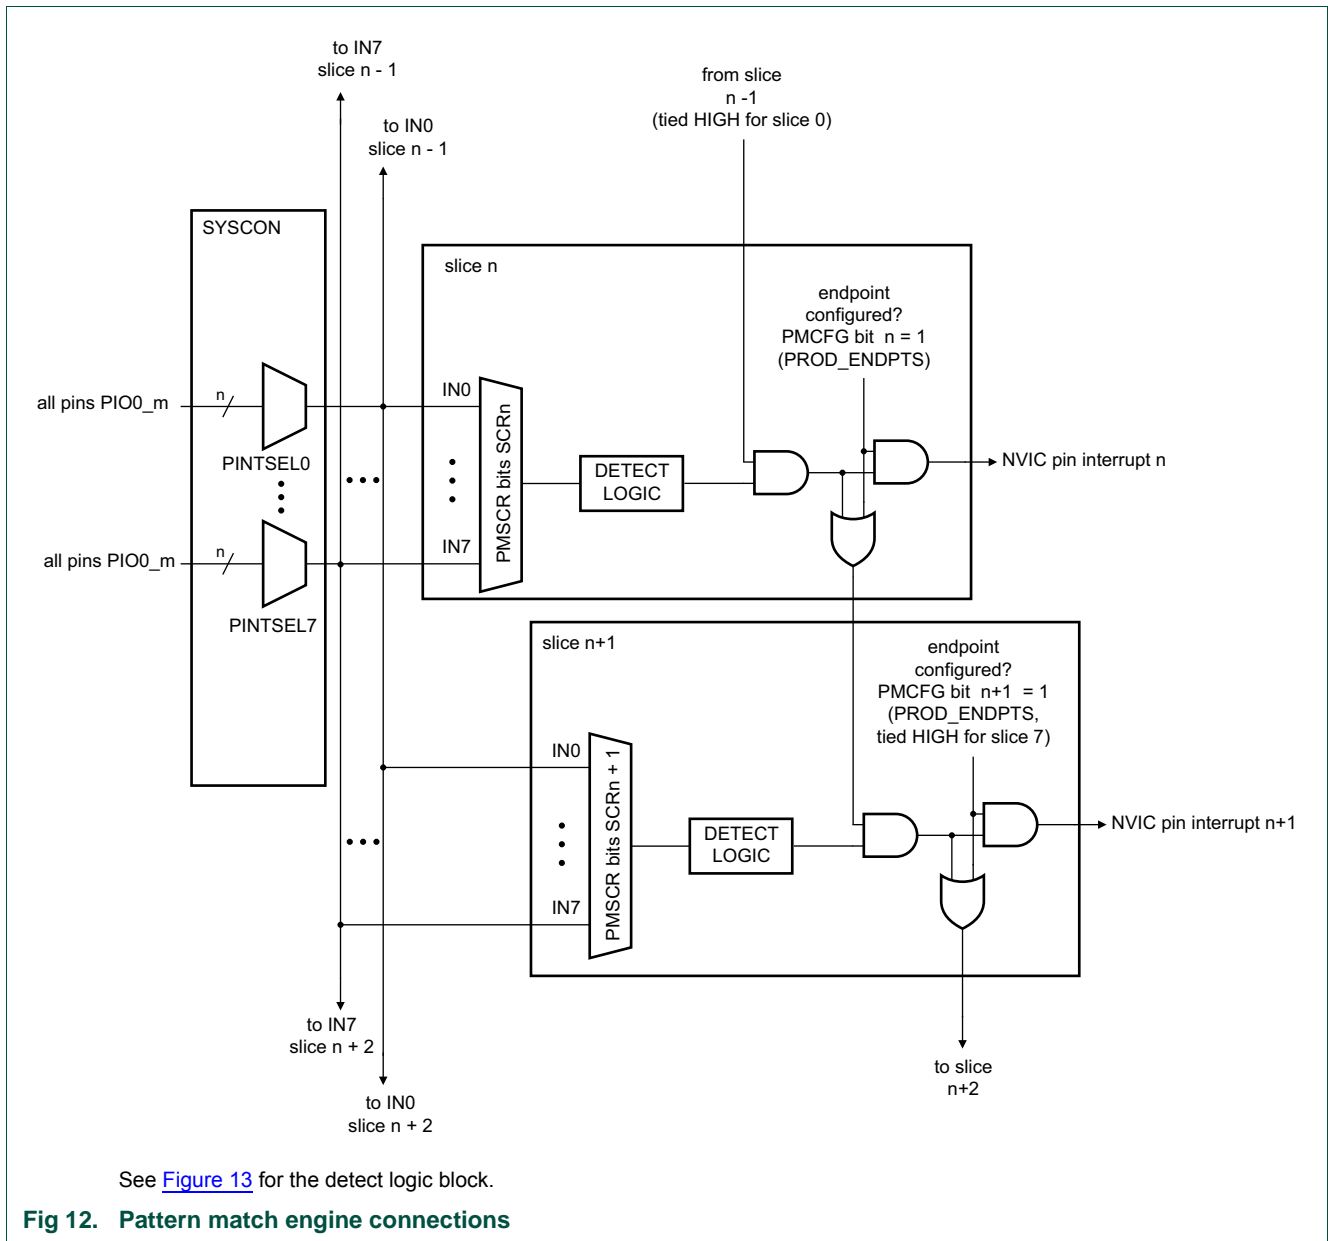 to IN7
slice n - 1
from slice
n -1
(tied HIGH for slice 0)
to IN0
slice n - 1
SYSCON
slice n
endpoint
configured?
PMCFG bit n = 1
(PROD_ENDPTS)
all pins PIO0_m
n
PINTSEL0
IN0
PMSCR bits SCRn
DETECT
LOGIC
NVIC pin interrupt n
all pins PIO0_m
n
PINTSEL7
IN7
slice n+1
endpoint
configured?
PMCFG bit n+1 = 1
(PROD_ENDPTS,
tied HIGH for slice 7)
IN0
PMSCR bits SCRn + 1
DETECT
LOGIC
NVIC pin interrupt n+1
IN7
to IN7
slice n + 2
to slice
n+2
to IN0
slice n + 2
See Figure 13 for the detect logic block.
Fig 12. Pattern match engine connections